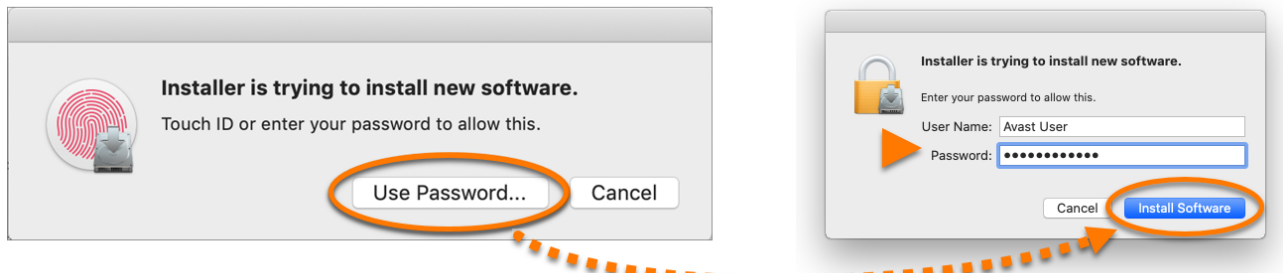 Installer is trying to install new software.
Touch ID or enter your password to allow this.
Use Password...
Cancel
Installer is trying to install new software.
Enter your password to allow this.
User Name: Avast User
Password: ●●●●●●●●●●●●
Cancel
Install Software